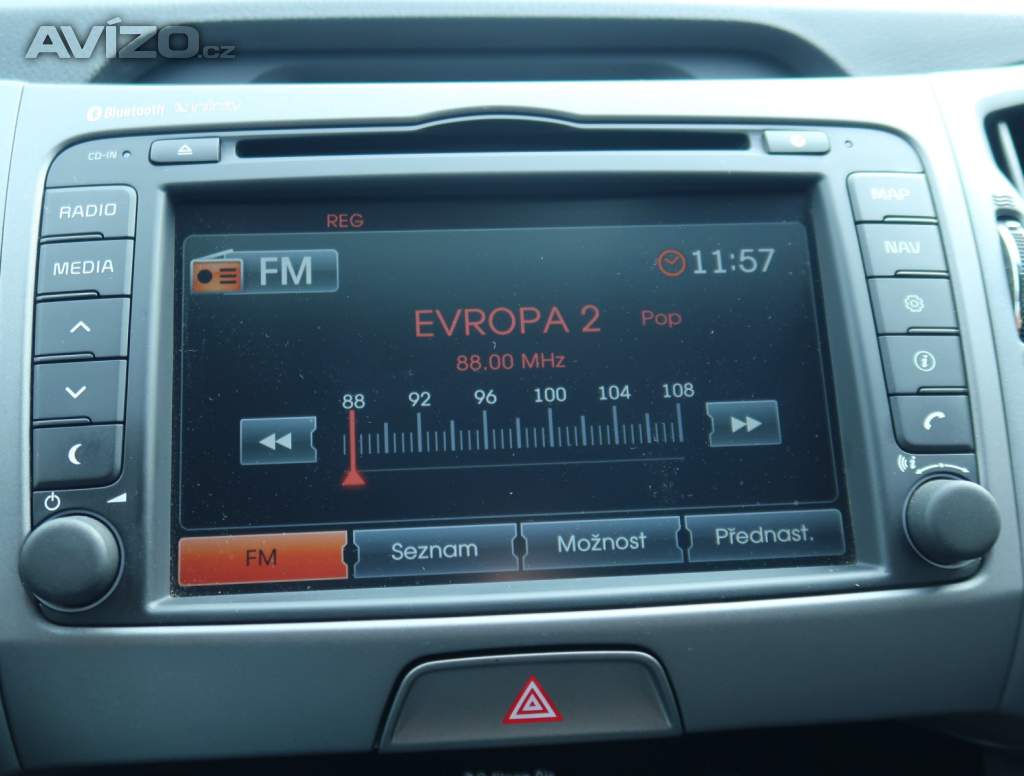 AVÍZO.cz
Bluetooth infinity
CD-IN
RADIO
MEDIA
MAP
NAV
REG
FM
11:57
EVROPA 2 Pop
88.00 MHz
88 92 96 100 104 108
FM Seznam Možnost Přednast.